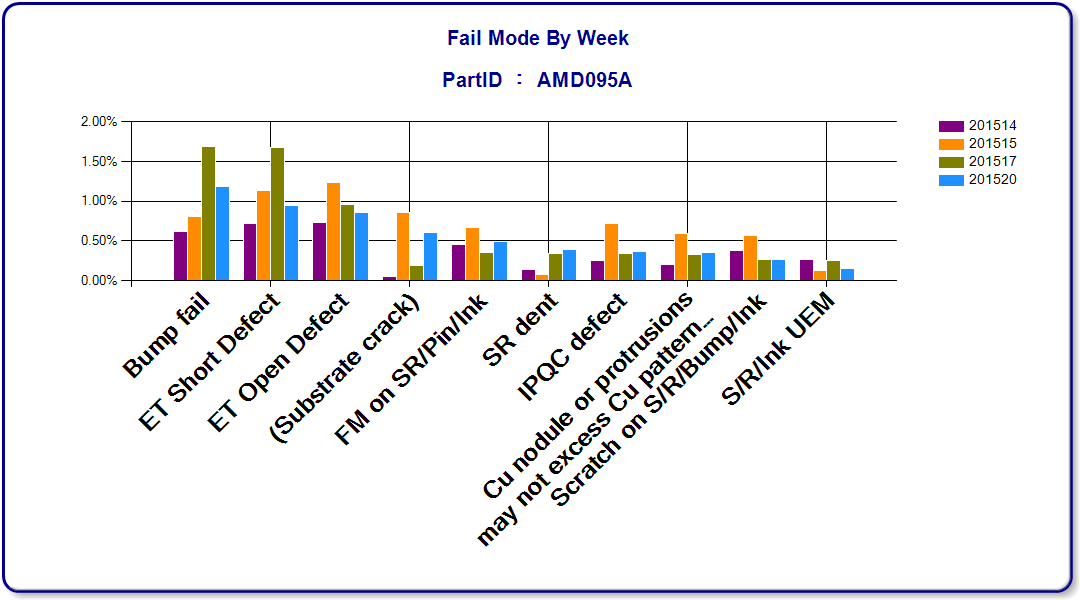 Fail Mode By Week
PartID : AMD095A
2.00%
1.50%
1.00%
0.50%
0.00%
201514
201515
201517
201520
Bump fail
ET Short Defect
ET Open Defect
(Substrate crack)
FM on SR/Pin/Ink
SR dent
IPQC defect
Cu nodule or protrusions
may not excess Cu pattern...
Scratch on S/R/Bump/Ink
S/R/Ink UEM